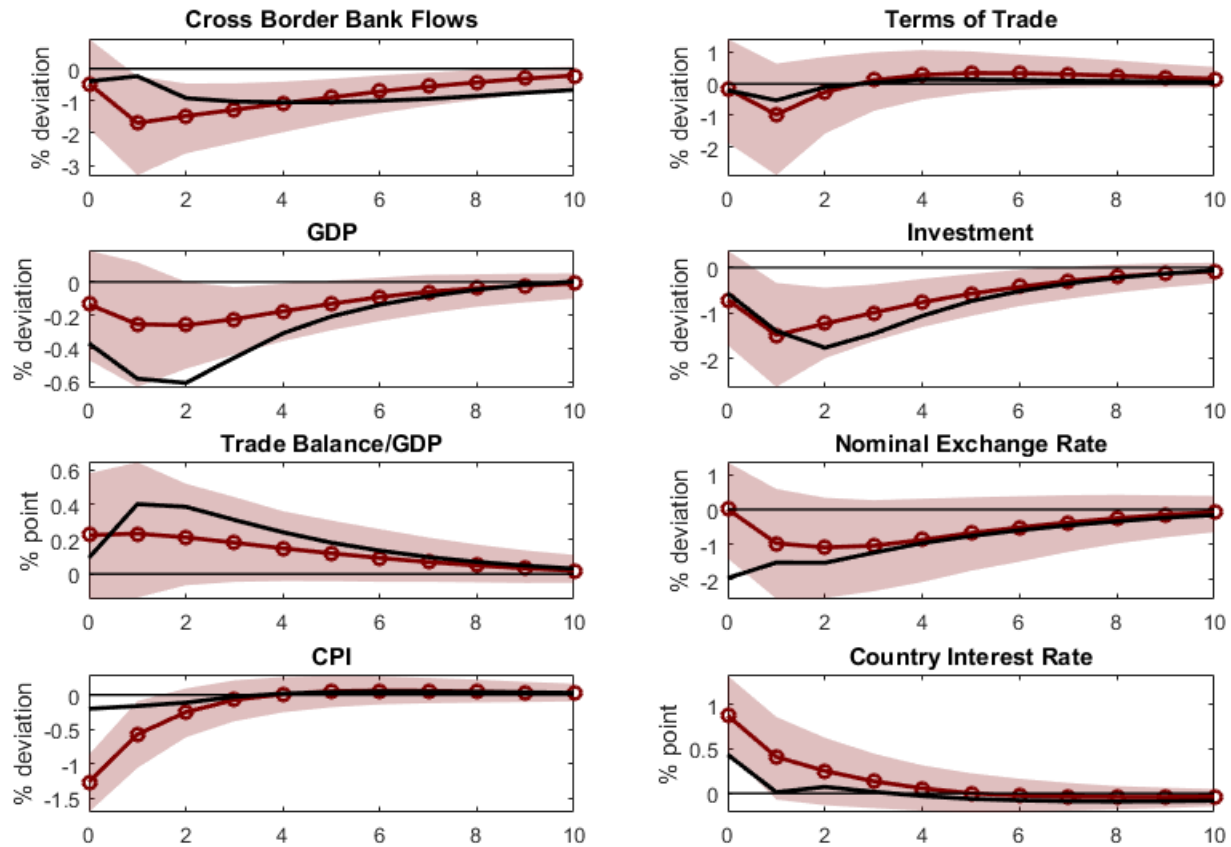 Cross Border Bank Flows
% deviation
0
-1
-2
-3
0 2 4 6 8 10
Terms of Trade
% deviation
1
0
-1
-2
0 2 4 6 8 10
GDP
% deviation
0
-0.2
-0.4
-0.6
0 2 4 6 8 10
Investment
% deviation
0
-1
-2
0 2 4 6 8 10
Trade Balance/GDP
% point
0.6
0.4
0.2
0
0 2 4 6 8 10
Nominal Exchange Rate
% deviation
1
0
-1
-2
0 2 4 6 8 10
CPI
% deviation
0
-0.5
-1
-1.5
0 2 4 6 8 10
Country Interest Rate
% point
1
0.5
0
0 2 4 6 8 10